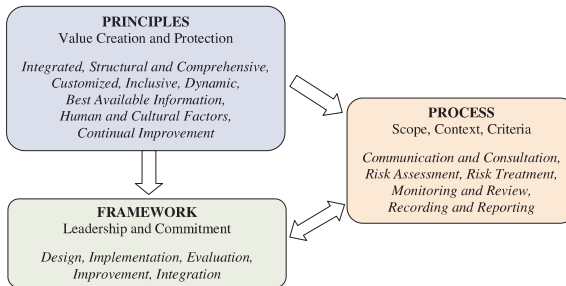 PRINCIPLES
Value Creation and Protection
Integrated, Structural and Comprehensive,
Customized, Inclusive, Dynamic,
Best Available Information,
Human and Cultural Factors,
Continual Improvement
PROCESS
Scope, Context, Criteria
Communication and Consultation,
Risk Assessment, Risk Treatment,
Monitoring and Review,
Recording and Reporting
FRAMEWORK
Leadership and Commitment
Design, Implementation, Evaluation,
Improvement, Integration